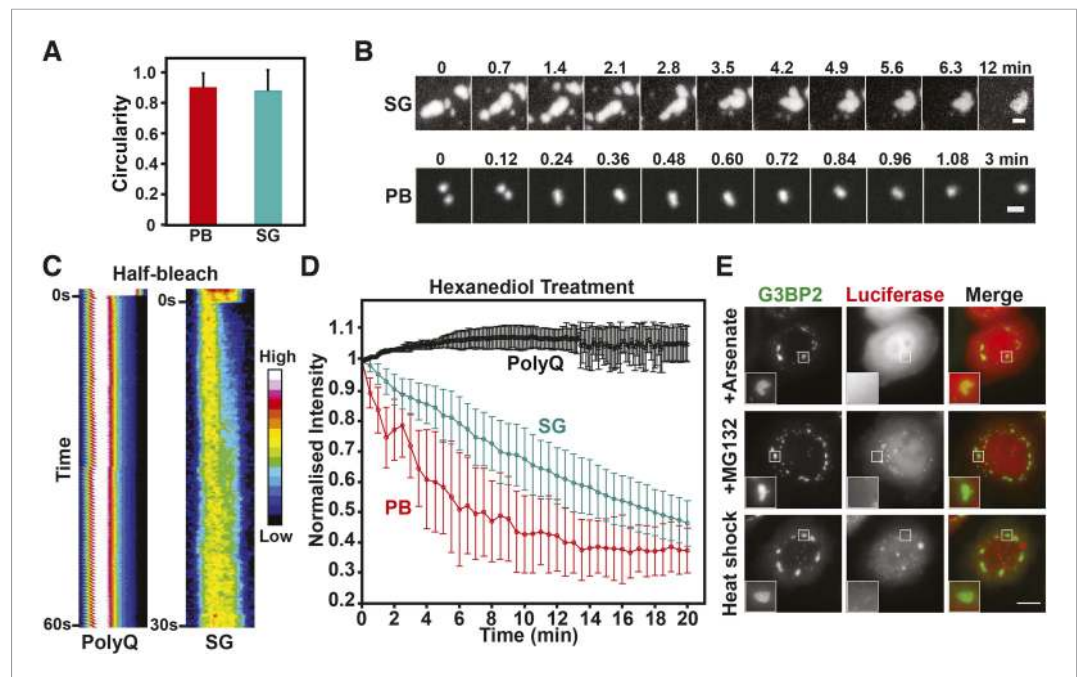 A
1.0
0.8
0.6
0.4
0.2
0
Circularity
PB SG
B
0 0.7 1.4 2.1 2.8 3.5 4.2 4.9 5.6 6.3 12 min
SG
0 0.12 0.24 0.36 0.48 0.60 0.72 0.84 0.96 1.08 3 min
PB
C
Half-bleach
0s 0s
Time
60s 30s
PolyQ SG
High
Low
D
Hexanediol Treatment
1.1
1
0.9
0.8
0.7
0.6
0.5
0.4
0.3
0.2
Normalised Intensity
PolyQ
SG
PB
0 2 4 6 8 10 12 14 16 18 20
Time (min)
E
G3BP2 Luciferase Merge
+Arsenate
+MG132
Heat shock